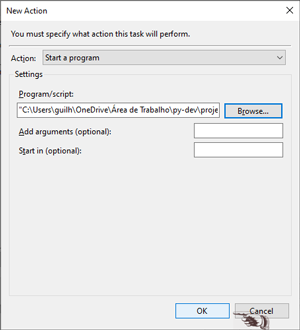 New Action
You must specify what action this task will perform.
Action: Start a program
Settings
Program/script:
"C:\Users\guilh\OneDrive\Área de Trabalho\py-dev\proje Browse...
Add arguments (optional):
Start in (optional):
OK Cancel